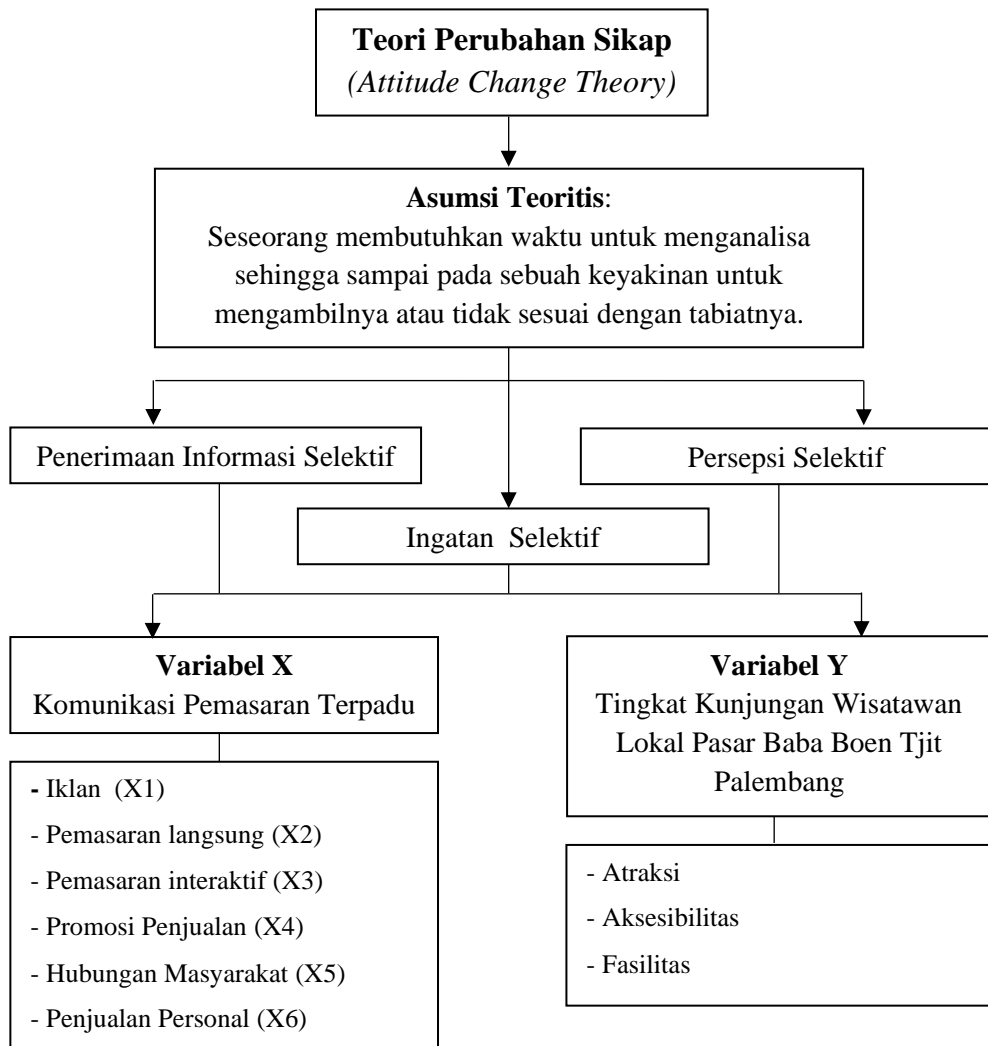 Teori Perubahan Sikap
(Attitude Change Theory)
Asumsi Teoritis:
Seseorang membutuhkan waktu untuk menganalisa
sehingga sampai pada sebuah keyakinan untuk
mengambilnya atau tidak sesuai dengan tabiatnya.
Penerimaan Informasi Selektif
Persepsi Selektif
Ingatan Selektif
Variabel X
Komunikasi Pemasaran Terpadu
- Iklan (X1)
- Pemasaran langsung (X2)
- Pemasaran interaktif (X3)
- Promosi Penjualan (X4)
- Hubungan Masyarakat (X5)
- Penjualan Personal (X6)
Variabel Y
Tingkat Kunjungan Wisatawan
Lokal Pasar Baba Boen Tjit
Palembang
- Atraksi
- Aksesibilitas
- Fasilitas